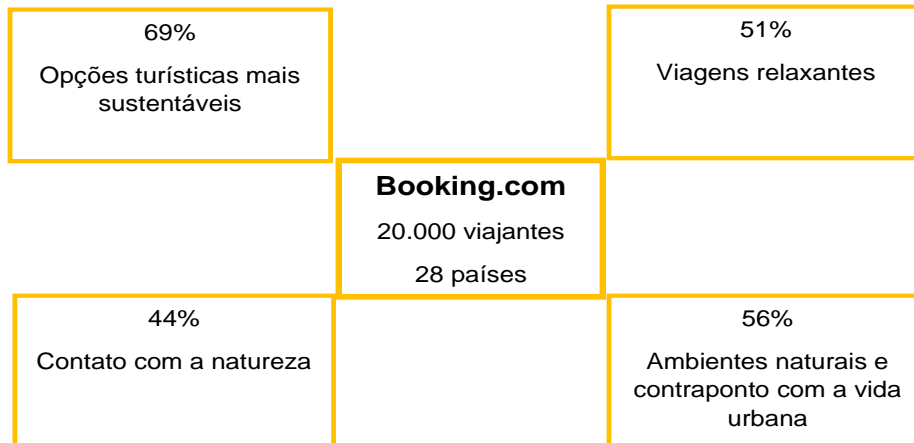 69%
Opções turísticas mais
sustentáveis
51%
Viagens relaxantes
Booking.com
20.000 viajantes
28 países
44%
Contato com a natureza
56%
Ambientes naturais e
contraponto com a vida
urbana